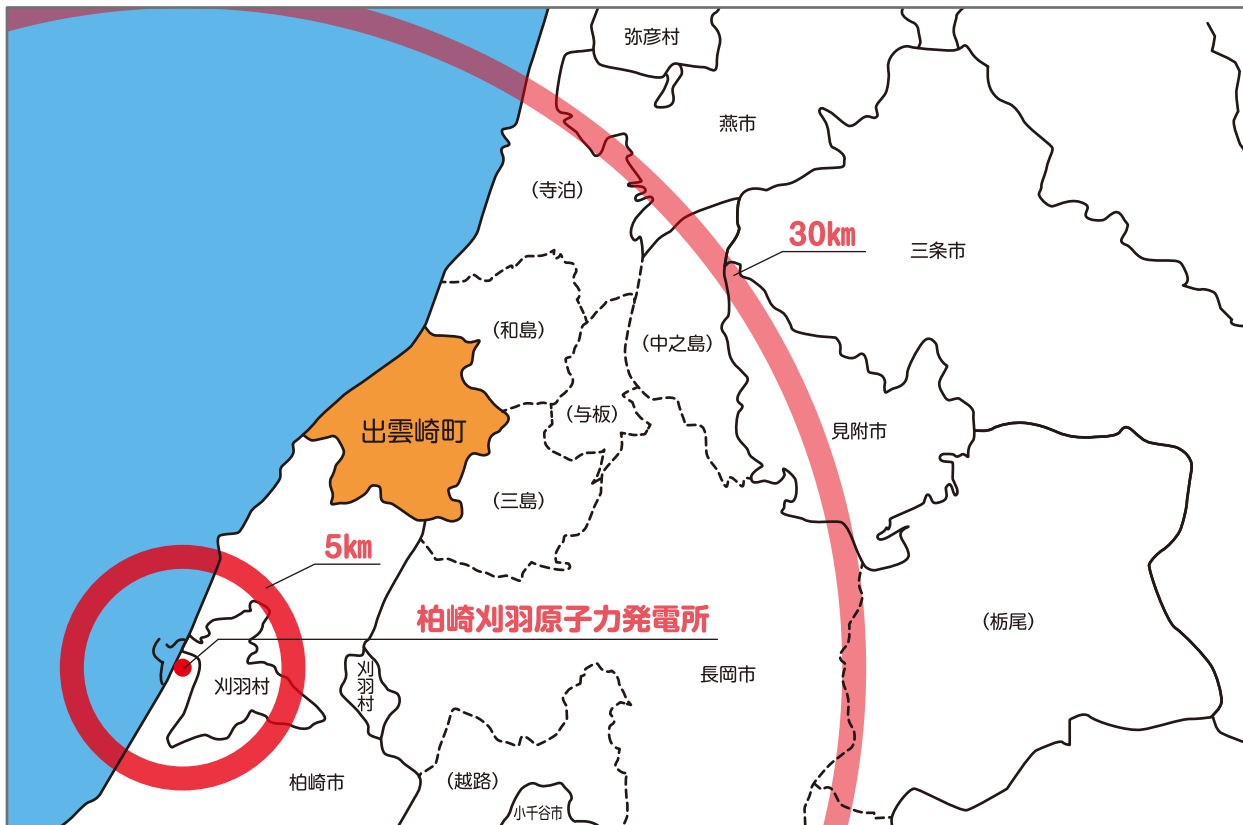 弥彦村
燕市
(寺泊)
30km
三条市
(和島)
(中之島)
(与板)
出雲崎町
見附市
(三島)
5km
柏崎刈羽原子力発電所
(栃尾)
刈羽村
刈羽村
長岡市
柏崎市
(越路)
小千谷市